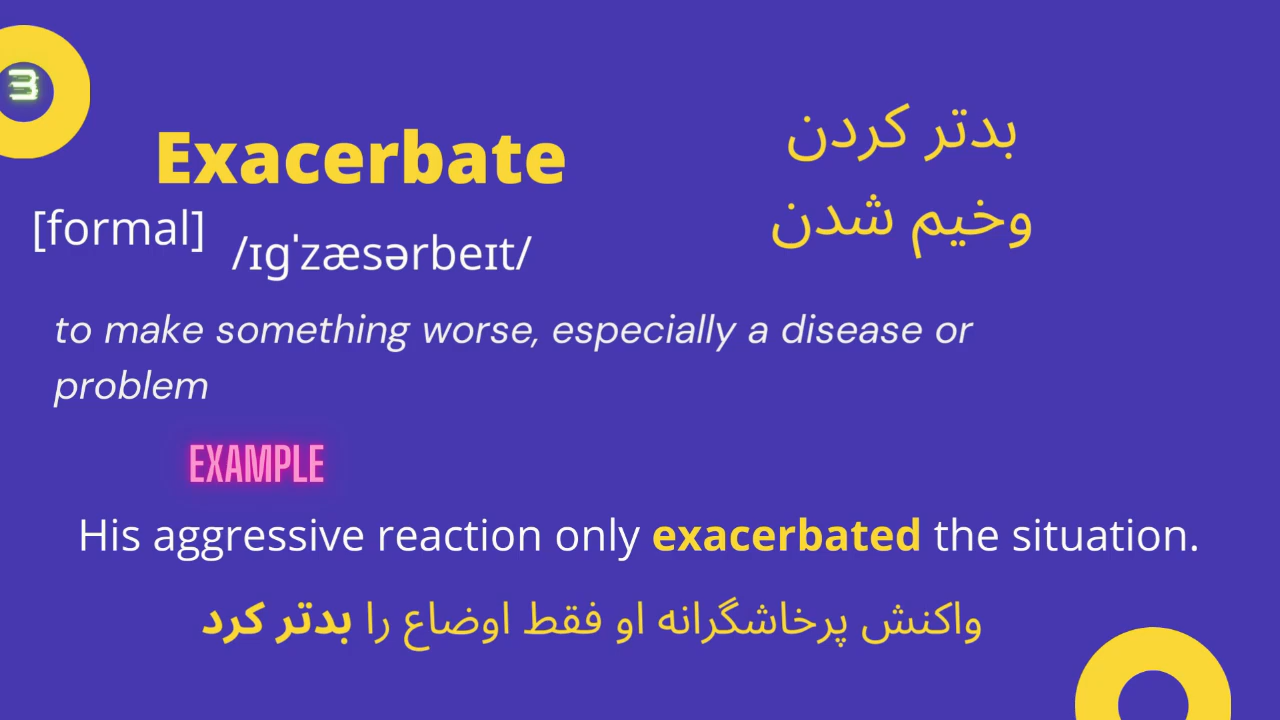 3
Exacerbate
بدتر کردن
وخیم شدن
[formal]
/ɪɡˈzæsərbeɪt/
to make something worse, especially a disease or
problem
EXAMPLE
His aggressive reaction only exacerbated the situation.
واکنش پرخاشگرانه او فقط اوضاع را بدتر کرد